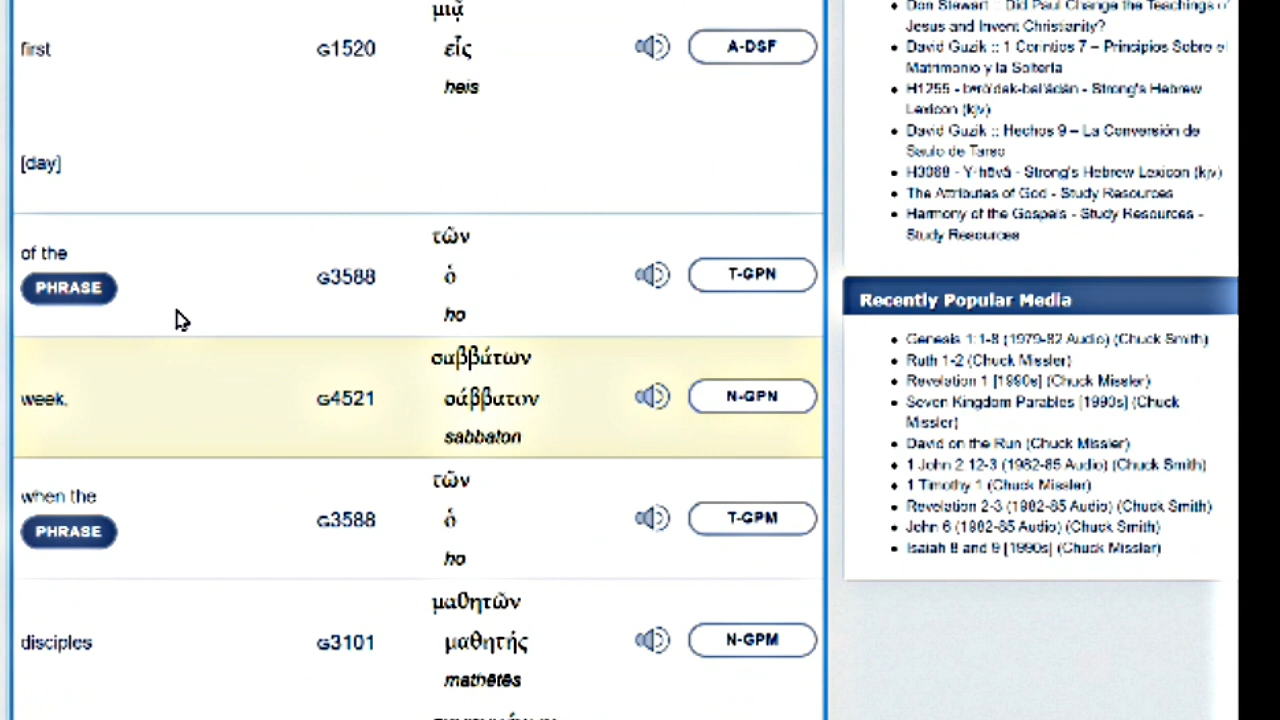 μιᾷ
first G1520 εἷς A-DSF
heis
[day]
τῶν
of the
PHRASE G3588 ὁ T-GPN
ho
σαββάτων
week, G4521 σάββατον N-GPN
sabbaton
τῶν
when the
PHRASE G3588 ὁ T-GPM
ho
μαθητῶν
disciples G3101 μαθητής N-GPM
mathētēs
Don Stewart :: Did Paul Change the Teachings of
Jesus and Invent Christianity?
David Guzik :: 1 Corintios 7 – Principios Sobre el
Matrimonio y la Soltería
H1255 - - Strong's Hebrew
Lexicon (kjv)
David Guzik :: Hechos 9 – La Conversión de
Saulo de Tarso
H3068 - Y-hōvâ - Strong's Hebrew Lexicon (kjv)
The Attributes of God - Study Resources
Harmony of the Gospels - Study Resources -
Study Resources
Recently Popular Media
Genesis 1:1-8 (1979-82 Audio) (Chuck Smith)
Ruth 1-2 (Chuck Missler)
Revelation 1 [1990s] (Chuck Missler)
Seven Kingdom Parables [1990s] (Chuck
Missler)
David on the Run (Chuck Missler)
1 John 2:12-3 (1982-85 Audio) (Chuck Smith)
1 Timothy 1 (Chuck Missler)
Revelation 2-3 (1982-85 Audio) (Chuck Smith)
John 6 (1982-85 Audio) (Chuck Smith)
Isaiah 8 and 9 [1990s] (Chuck Missler)